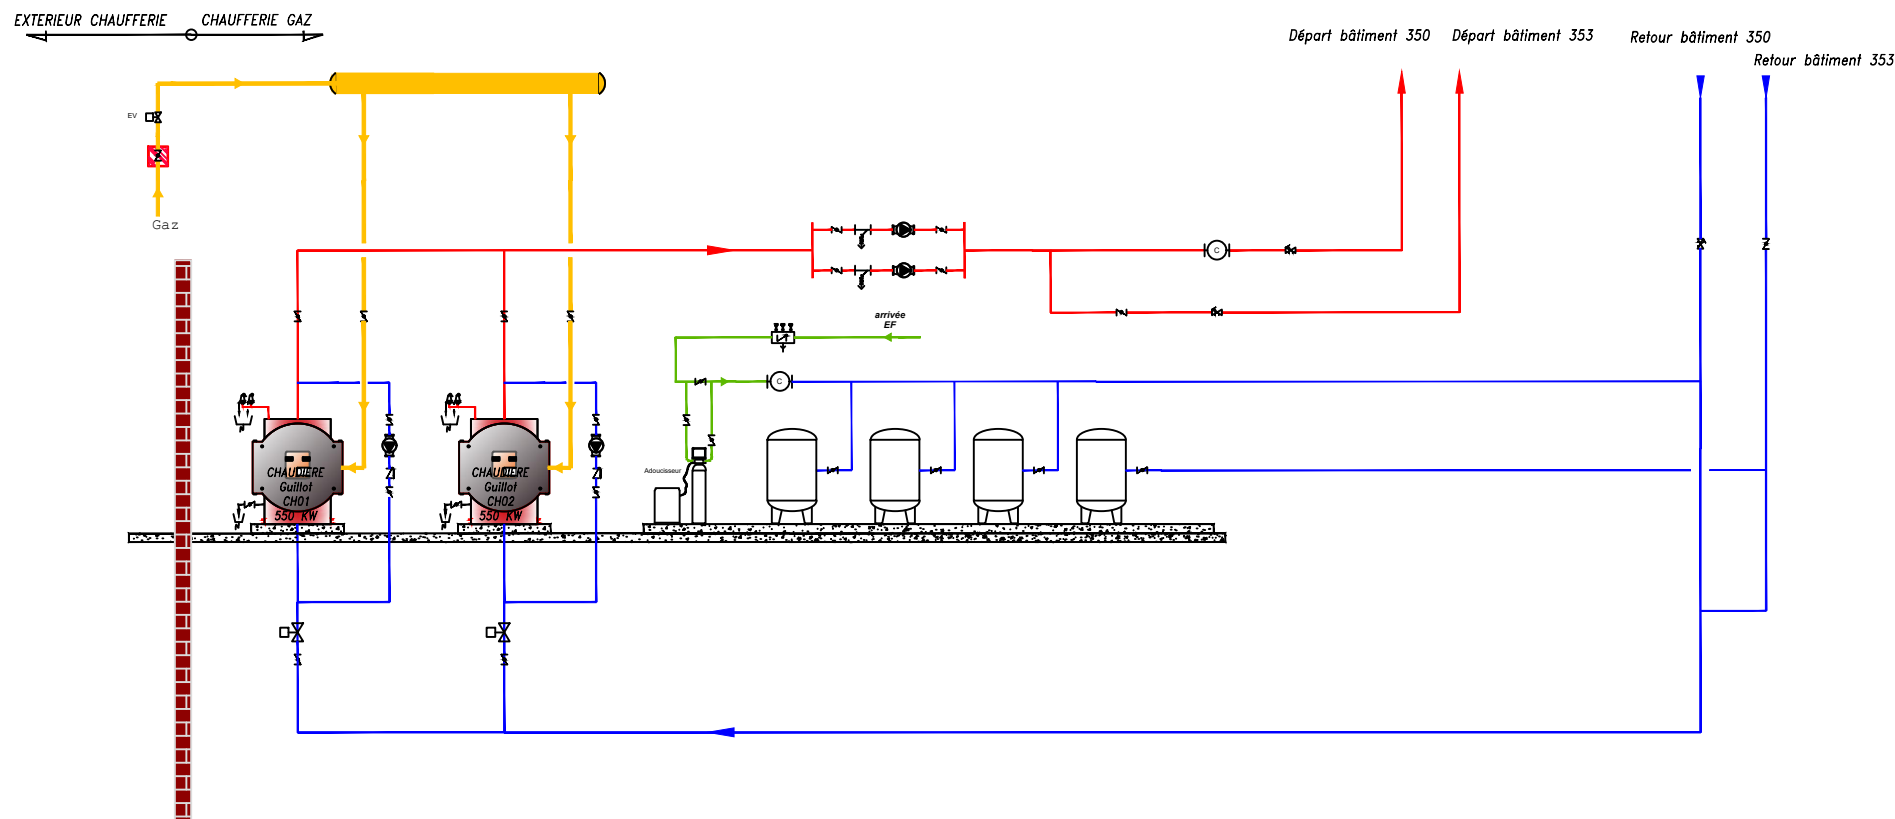 EXTERIEUR CHAUFFERIE
CHAUFFERIE GAZ
Départ bâtiment 350
Départ bâtiment 353
Retour bâtiment 350
Retour bâtiment 353
EV
Gaz
C
arrivée
EF
C
Adoucisseur
CHAUDIERE
Guillot
CH01
550 KW
CHAUDIERE
Guillot
CH02
550 KW